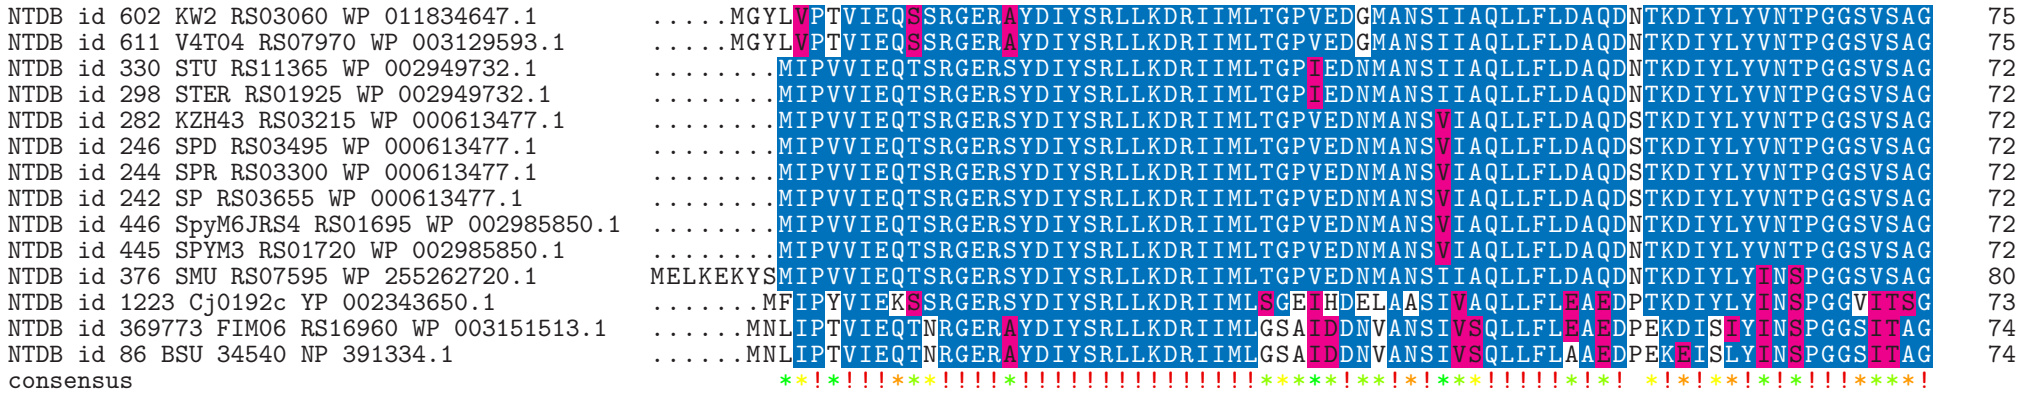 NTDB id 602 KW2 RS03060 WP 011834647.1 .....MGYLVPTVIEQSSRGERAYDIYSRLLKDRIIMLTGPVEDGMANSIIAQLLFLDAQDNTKDIYLYVNTPGGSVSAG 75
NTDB id 611 V4T04 RS07970 WP 003129593.1 .....MGYLVPTVIEQSSRGERAYDIYSRLLKDRIIMLTGPVEDGMANSIIAQLLFLDAQDNTKDIYLYVNTPGGSVSAG 75
NTDB id 330 STU RS11365 WP 002949732.1 ........MIPVVIEQTSRGERSYDIYSRLLKDRIIMLTGPIEDNMANSIIAQLLFLDAQDNTKDIYLYVNTPGGSVSAG 72
NTDB id 298 STER RS01925 WP 002949732.1 ........MIPVVIEQTSRGERSYDIYSRLLKDRIIMLTGPIEDNMANSIIAQLLFLDAQDNTKDIYLYVNTPGGSVSAG 72
NTDB id 282 KZH43 RS03215 WP 000613477.1 ........MIPVVIEQTSRGERSYDIYSRLLKDRIIMLTGPVEDNMANSVIAQLLFLDAQDSTKDIYLYVNTPGGSVSAG 72
NTDB id 246 SPD RS03495 WP 000613477.1 ........MIPVVIEQTSRGERSYDIYSRLLKDRIIMLTGPVEDNMANSVIAQLLFLDAQDSTKDIYLYVNTPGGSVSAG 72
NTDB id 244 SPR RS03300 WP 000613477.1 ........MIPVVIEQTSRGERSYDIYSRLLKDRIIMLTGPVEDNMANSVIAQLLFLDAQDSTKDIYLYVNTPGGSVSAG 72
NTDB id 242 SP RS03655 WP 000613477.1 ........MIPVVIEQTSRGERSYDIYSRLLKDRIIMLTGPVEDNMANSVIAQLLFLDAQDSTKDIYLYVNTPGGSVSAG 72
NTDB id 446 SpyM6JRS4 RS01695 WP 002985850.1 ........MIPVVIEQTSRGERSYDIYSRLLKDRIIMLTGPVEDNMANSVIAQLLFLDAQDNTKDIYLYVNTPGGSVSAG 72
NTDB id 445 SPYM3 RS01720 WP 002985850.1 ........MIPVVIEQTSRGERSYDIYSRLLKDRIIMLTGPVEDNMANSVIAQLLFLDAQDNTKDIYLYVNTPGGSVSAG 72
NTDB id 376 SMU RS07595 WP 255262720.1 MELKEKYSMIPVVIEQTSRGERSYDIYSRLLKDRIIMLTGPVEDNMANSIIAQLLFLDAQDNTKDIYLYINSPGGSVSAG 80
NTDB id 1223 Cj0192c YP 002343650.1 .......MFIPYVIEKSSRGERSYDIYSRLLKDRIIMLSGEIHDELAASIVAQLLFLEAEDPTKDIYLYINSPGGVITSG 73
NTDB id 369773 FIM06 RS16960 WP 003151513.1 ......MNLIPTVIEQTNRGERAYDIYSRLLKDRIIMLGSAIDDNVANSIVSQLLFLEAEDPEKDISIYINSPGGSITAG 74
NTDB id 86 BSU 34540 NP 391334.1 ......MNLIPTVIEQTNRGERAYDIYSRLLKDRIIMLGSAIDDNVANSIVSQLLFLAAEDPEKEISLYINSPGGSITAG 74
consensus **!*!!!***!!!!*!!!!!!!!!!!!!!!*****!**!*!***!!!!!*!*! *!*!**!*!*!!!****!